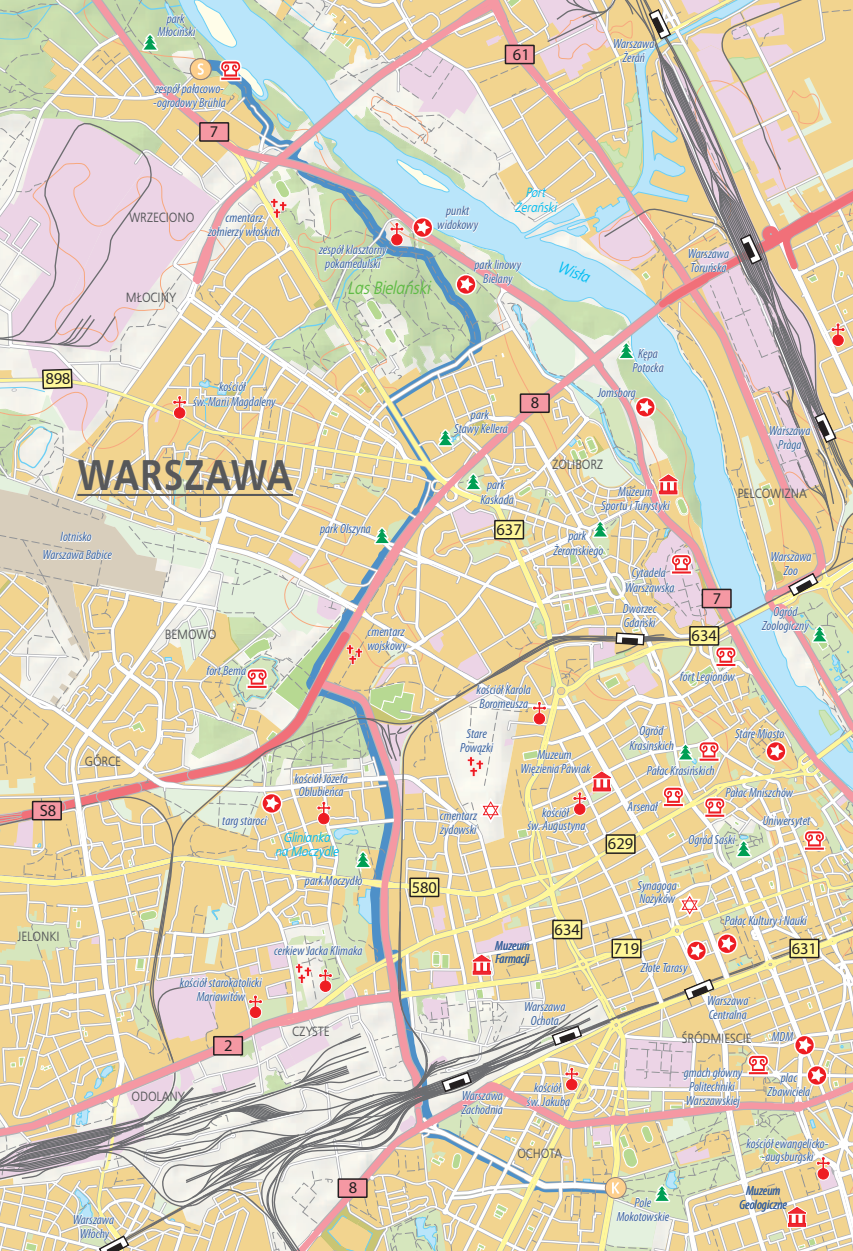 park
Młociński
S
zespół pałacowo-
-ogrodowy Brühla
61
Warszawa
Żerań
7
WRZECIONO
cmentarz
żołnierzy włoskich
punkt
widokowy
Port
Żerański
zespół klasztorny
pokamedulski
park linowy
Bielany
Wisła
Warszawa
Toruńska
Las Bielański
MŁOCINY
898
kościół
św. Marii Magdaleny
Kępa
Potocka
8
Jomsborg
park
Stawy Kellera
Warszawa
Praga
WARSZAWA
ŻOLIBORZ
park
Kaskada
Muzeum
Sportu i Turystyki
PELCOWIZNA
lotnisko
Warszawa Babice
park Olszyna
637
park
Żeromskiego
Cytadela
Warszawska
Warszawa
Zoo
7
Dworzec
Gdański
Ogród
Zoologiczny
BEMOWO
cmentarz
wojskowy
634
fort Bema
fort Legionów
kościół Karola
Boromeusza
Ogród
Krasińskich
Stare Miasto
Stare
Powązki
Muzeum
Więzienia Pawiak
Pałac Krasińskich
GÓRCE
kościół Józefa
Oblubieńca
Pałac Mniszchów
S8
targ staroci
Arsenał
cmentarz
żydowski
kościół
św. Augustyna
Uniwersytet
Glinianka
na Moczydle
Ogród Saski
629
park Moczydło
580
Synagoga
Nożyków
Pałac Kultury i Nauki
JELONKI
634
719
631
cerkiew Jacka Klimaka
Muzeum
Farmacji
Złote Tarasy
kościół starokatolicki
Mariawitów
Warszawa
Ochota
Warszawa
Centralna
CZYSTE
2
ŚRÓDMIEŚCIE
MDM
gmach główny
Politechniki
Warszawskiej
plac
Zbawiciela
ODOLANY
Warszawa
Zachodnia
kościół
św. Jakuba
kościół ewangelicko-
-augsburski
OCHOTA
8
K
Pole
Mokotowskie
Muzeum
Geologiczne
Warszawa
Włochy